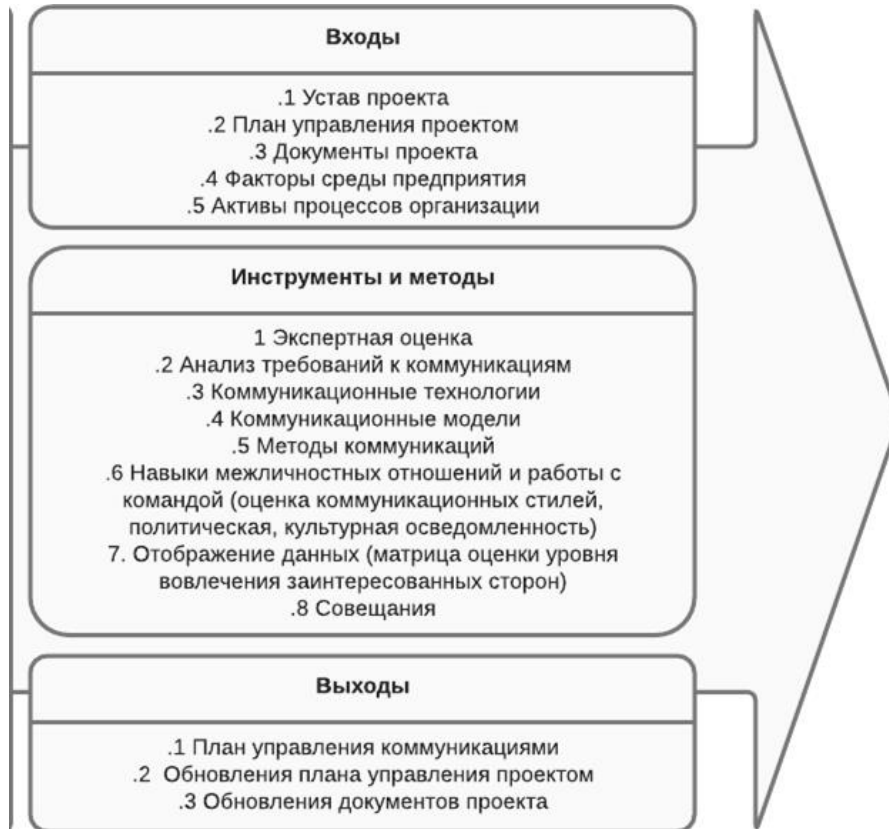 Входы
.1 Устав проекта
.2 План управления проектом
.3 Документы проекта
.4 Факторы среды предприятия
.5 Активы процессов организации
Инструменты и методы
1 Экспертная оценка
.2 Анализ требований к коммуникациям
.3 Коммуникационные технологии
.4 Коммуникационные модели
.5 Методы коммуникаций
.6 Навыки межличностных отношений и работы с
командой (оценка коммуникационных стилей,
политическая, культурная осведомленность)
7. Отображение данных (матрица оценки уровня
вовлечения заинтересованных сторон)
.8 Совещания
Выходы
.1 План управления коммуникациями
.2 Обновления плана управления проектом
.3 Обновления документов проекта